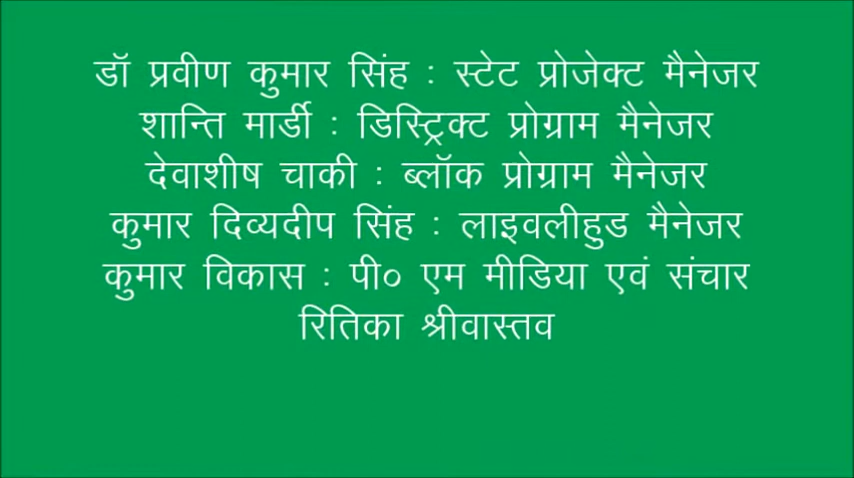 डॉ प्रवीण कुमार सिंह : स्टेट प्रोजेक्ट मैनेजर
शान्ति मार्डी : डिस्ट्रिक्ट प्रोग्राम मैनेजर
देवाशीष चाकी : ब्लॉक प्रोग्राम मैनेजर
कुमार दिव्यदीप सिंह : लाइवलीहुड मैनेजर
कुमार विकास : पी० एम मीडिया एवं संचार
रितिका श्रीवास्तव